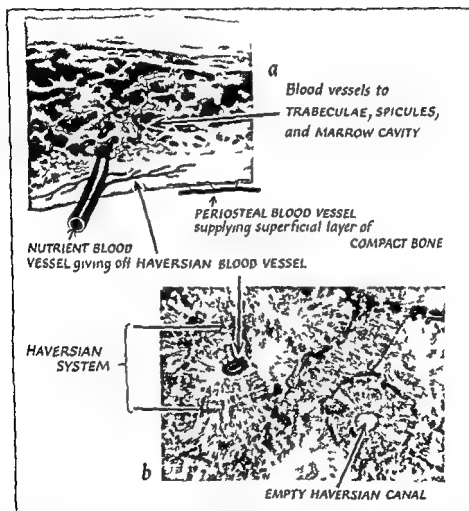 a
Blood vessels to
TRABECULAE, SPICULES,
and MARROW CAVITY
PERIOSTEAL BLOOD VESSEL
supplying superficial layer of
COMPACT BONE
NUTRIENT BLOOD
VESSEL giving off HAVERSIAN BLOOD VESSEL
HAVERSIAN
SYSTEM
b
EMPTY HAVERSIAN CANAL